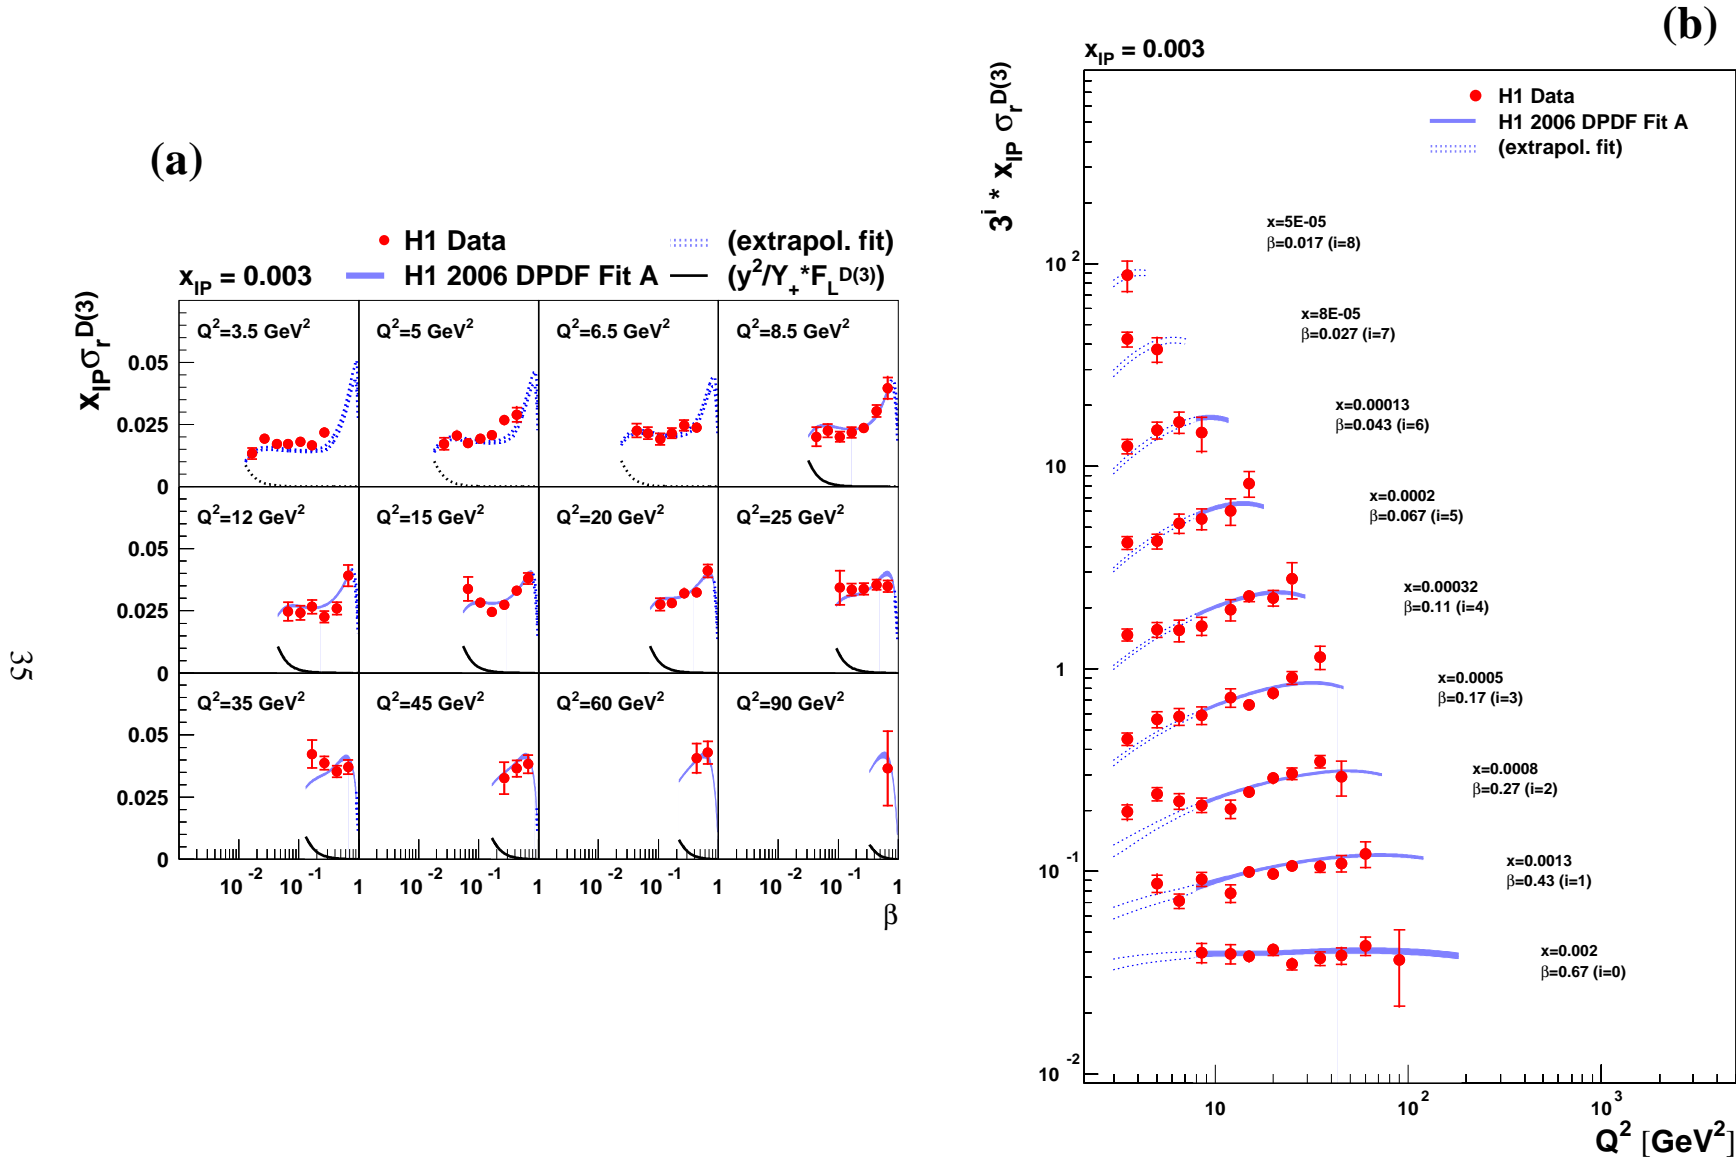 (a)
H1 Data
(extrapol. fit)
x_IP = 0.003
H1 2006 DPDF Fit A
(y²/Y₊*F_L^D(3))
x_IP σ_r^D(3)
Q²=3.5 GeV²
Q²=5 GeV²
Q²=6.5 GeV²
Q²=8.5 GeV²
0.05
0.025
0
Q²=12 GeV²
Q²=15 GeV²
Q²=20 GeV²
Q²=25 GeV²
0.05
0.025
0
Q²=35 GeV²
Q²=45 GeV²
Q²=60 GeV²
Q²=90 GeV²
0.05
0.025
0
10⁻² 10⁻¹ 1
10⁻² 10⁻¹ 1
10⁻² 10⁻¹ 1
10⁻² 10⁻¹ 1
β
35
(b)
x_IP = 0.003
3^i * x_IP σ_r^D(3)
H1 Data
H1 2006 DPDF Fit A
(extrapol. fit)
x=5E-05
β=0.017 (i=8)
x=8E-05
β=0.027 (i=7)
x=0.00013
β=0.043 (i=6)
x=0.0002
β=0.067 (i=5)
x=0.00032
β=0.11 (i=4)
x=0.0005
β=0.17 (i=3)
x=0.0008
β=0.27 (i=2)
x=0.0013
β=0.43 (i=1)
x=0.002
β=0.67 (i=0)
10²
10
1
10⁻¹
10⁻²
10 10² 10³
Q² [GeV²]